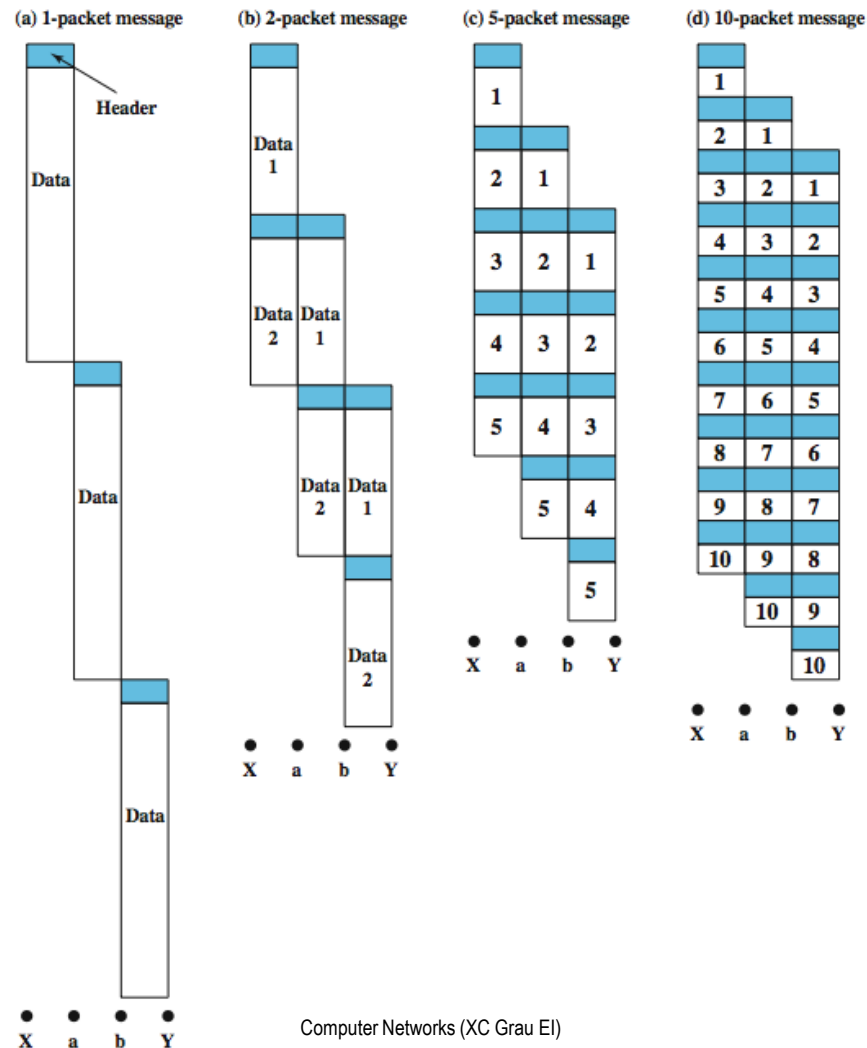 (a) 1-packet message
Header
Data
Data
Data
X a b Y
(b) 2-packet message
Data
1
Data
2
Data
1
Data
2
Data
1
Data
2
X a b Y
(c) 5-packet message
1
2 1
3 2 1
4 3 2
5 4 3
5 4
5
X a b Y
(d) 10-packet message
1
2 1
3 2 1
4 3 2
5 4 3
6 5 4
7 6 5
8 7 6
9 8 7
10 9 8
10 9
10
X a b Y
Computer Networks (XC Grau EI)